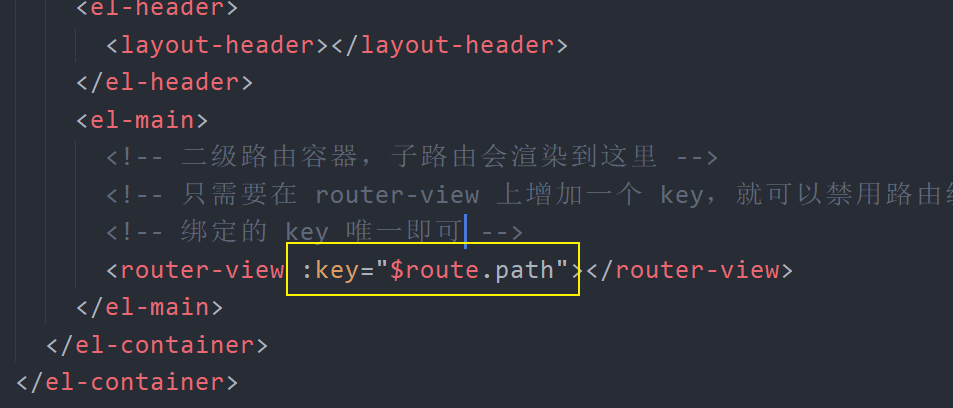 <el-header>
<layout-header></layout-header>
</el-header>
<el-main>
<!-- 二级路由容器，子路由会渲染到这里 -->
<!-- 只需要在 router-view 上增加一个 key，就可以禁用路由
<!-- 绑定的 key 唯一即可 -->
<router-view :key="$route.path"></router-view>
</el-main>
</el-container>
</el-container>